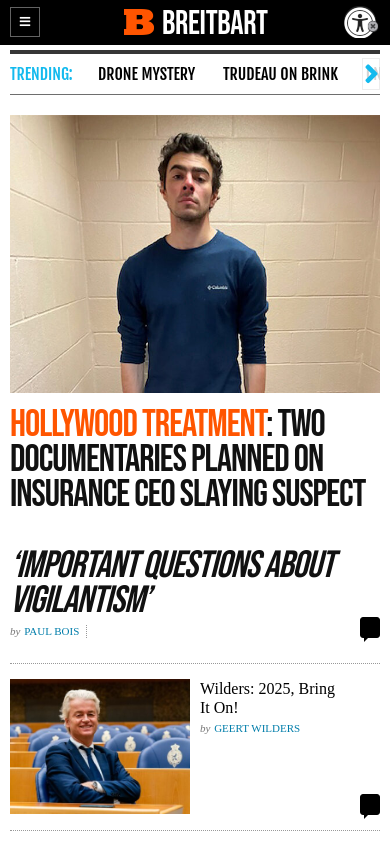 B BREITBART
TRENDING: DRONE MYSTERY TRUDEAU ON BRINK
Columbia
HOLLYWOOD TREATMENT: TWO
DOCUMENTARIES PLANNED ON
INSURANCE CEO SLAYING SUSPECT
‘IMPORTANT QUESTIONS ABOUT
VIGILANTISM’
by PAUL BOIS
Wilders: 2025, Bring
It On!
by GEERT WILDERS